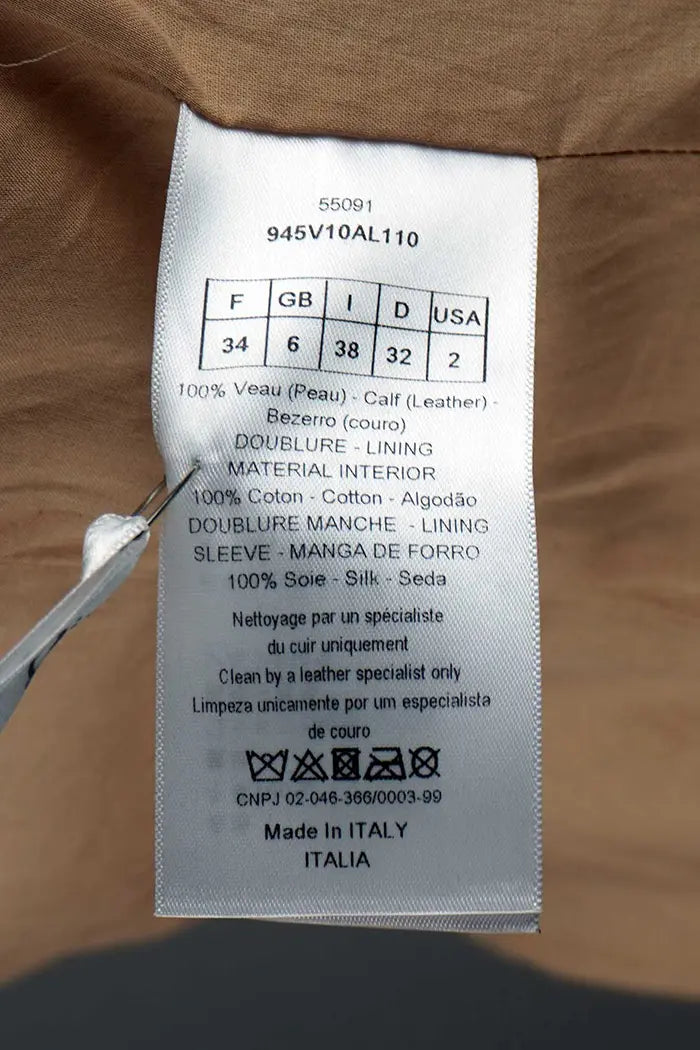 55091
945V10AL110
F GB I D USA
34 6 38 32 2
100% Veau (Peau) - Calf (Leather) -
Bezerro (couro)
DOUBLURE - LINING
MATERIAL INTERIOR
100% Coton - Cotton - Algodão
DOUBLURE MANCHE - LINING
SLEEVE - MANGA DE FORRO
100% Soie - Silk - Seda
Nettoyage par un spécialiste
du cuir uniquement
Clean by a leather specialist only
Limpeza unicamente por um especialista
de couro
CNPJ 02-046-366/0003-99
Made In ITALY
ITALIA